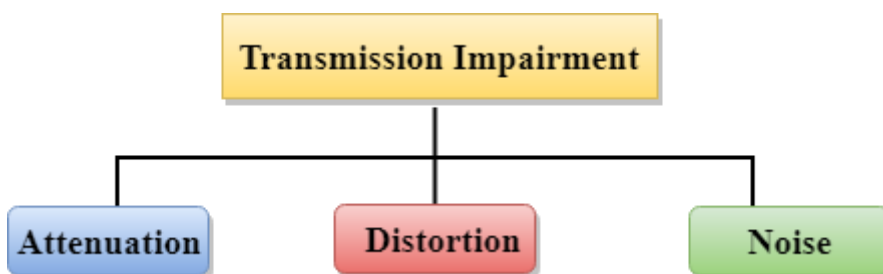 Transmission Impairment
Attenuation
Distortion
Noise